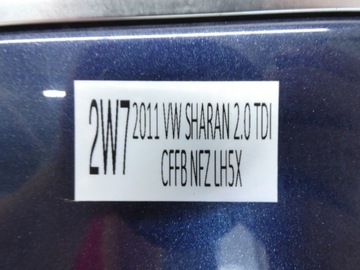 2W7 2011 VW SHARAN 2.0 TDI
CFFB NFZ LH5X